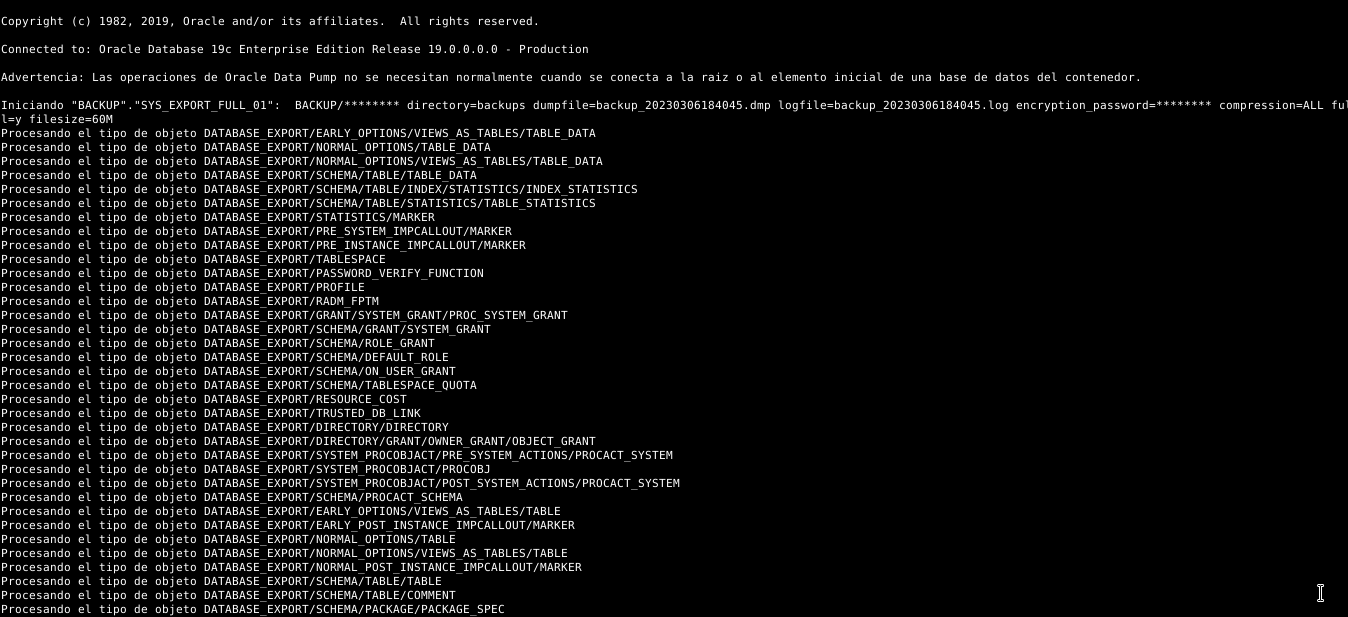 Copyright (c) 1982, 2019, Oracle and/or its affiliates.  All rights reserved.
Connected to: Oracle Database 19c Enterprise Edition Release 19.0.0.0.0 - Production
Advertencia: Las operaciones de Oracle Data Pump no se necesitan normalmente cuando se conecta a la raiz o al elemento inicial de una base de datos del contenedor.
Iniciando "BACKUP"."SYS_EXPORT_FULL_01":  BACKUP/******** directory=backups dumpfile=backup_20230306184045.dmp logfile=backup_20230306184045.log encryption_password=******** compression=ALL ful
l=y filesize=60M
Procesando el tipo de objeto DATABASE_EXPORT/EARLY_OPTIONS/VIEWS_AS_TABLES/TABLE_DATA
Procesando el tipo de objeto DATABASE_EXPORT/NORMAL_OPTIONS/TABLE_DATA
Procesando el tipo de objeto DATABASE_EXPORT/NORMAL_OPTIONS/VIEWS_AS_TABLES/TABLE_DATA
Procesando el tipo de objeto DATABASE_EXPORT/SCHEMA/TABLE/TABLE_DATA
Procesando el tipo de objeto DATABASE_EXPORT/SCHEMA/TABLE/INDEX/STATISTICS/INDEX_STATISTICS
Procesando el tipo de objeto DATABASE_EXPORT/SCHEMA/TABLE/STATISTICS/TABLE_STATISTICS
Procesando el tipo de objeto DATABASE_EXPORT/STATISTICS/MARKER
Procesando el tipo de objeto DATABASE_EXPORT/PRE_SYSTEM_IMPCALLOUT/MARKER
Procesando el tipo de objeto DATABASE_EXPORT/PRE_INSTANCE_IMPCALLOUT/MARKER
Procesando el tipo de objeto DATABASE_EXPORT/TABLESPACE
Procesando el tipo de objeto DATABASE_EXPORT/PASSWORD_VERIFY_FUNCTION
Procesando el tipo de objeto DATABASE_EXPORT/PROFILE
Procesando el tipo de objeto DATABASE_EXPORT/RADM_FPTM
Procesando el tipo de objeto DATABASE_EXPORT/GRANT/SYSTEM_GRANT/PROC_SYSTEM_GRANT
Procesando el tipo de objeto DATABASE_EXPORT/SCHEMA/GRANT/SYSTEM_GRANT
Procesando el tipo de objeto DATABASE_EXPORT/SCHEMA/ROLE_GRANT
Procesando el tipo de objeto DATABASE_EXPORT/SCHEMA/DEFAULT_ROLE
Procesando el tipo de objeto DATABASE_EXPORT/SCHEMA/ON_USER_GRANT
Procesando el tipo de objeto DATABASE_EXPORT/SCHEMA/TABLESPACE_QUOTA
Procesando el tipo de objeto DATABASE_EXPORT/RESOURCE_COST
Procesando el tipo de objeto DATABASE_EXPORT/TRUSTED_DB_LINK
Procesando el tipo de objeto DATABASE_EXPORT/DIRECTORY/DIRECTORY
Procesando el tipo de objeto DATABASE_EXPORT/DIRECTORY/GRANT/OWNER_GRANT/OBJECT_GRANT
Procesando el tipo de objeto DATABASE_EXPORT/SYSTEM_PROCOBJACT/PRE_SYSTEM_ACTIONS/PROCACT_SYSTEM
Procesando el tipo de objeto DATABASE_EXPORT/SYSTEM_PROCOBJACT/PROCOBJ
Procesando el tipo de objeto DATABASE_EXPORT/SYSTEM_PROCOBJACT/POST_SYSTEM_ACTIONS/PROCACT_SYSTEM
Procesando el tipo de objeto DATABASE_EXPORT/SCHEMA/PROCACT_SCHEMA
Procesando el tipo de objeto DATABASE_EXPORT/EARLY_OPTIONS/VIEWS_AS_TABLES/TABLE
Procesando el tipo de objeto DATABASE_EXPORT/EARLY_POST_INSTANCE_IMPCALLOUT/MARKER
Procesando el tipo de objeto DATABASE_EXPORT/NORMAL_OPTIONS/TABLE
Procesando el tipo de objeto DATABASE_EXPORT/NORMAL_OPTIONS/VIEWS_AS_TABLES/TABLE
Procesando el tipo de objeto DATABASE_EXPORT/NORMAL_POST_INSTANCE_IMPCALLOUT/MARKER
Procesando el tipo de objeto DATABASE_EXPORT/SCHEMA/TABLE/TABLE
Procesando el tipo de objeto DATABASE_EXPORT/SCHEMA/TABLE/COMMENT
Procesando el tipo de objeto DATABASE_EXPORT/SCHEMA/PACKAGE/PACKAGE_SPEC